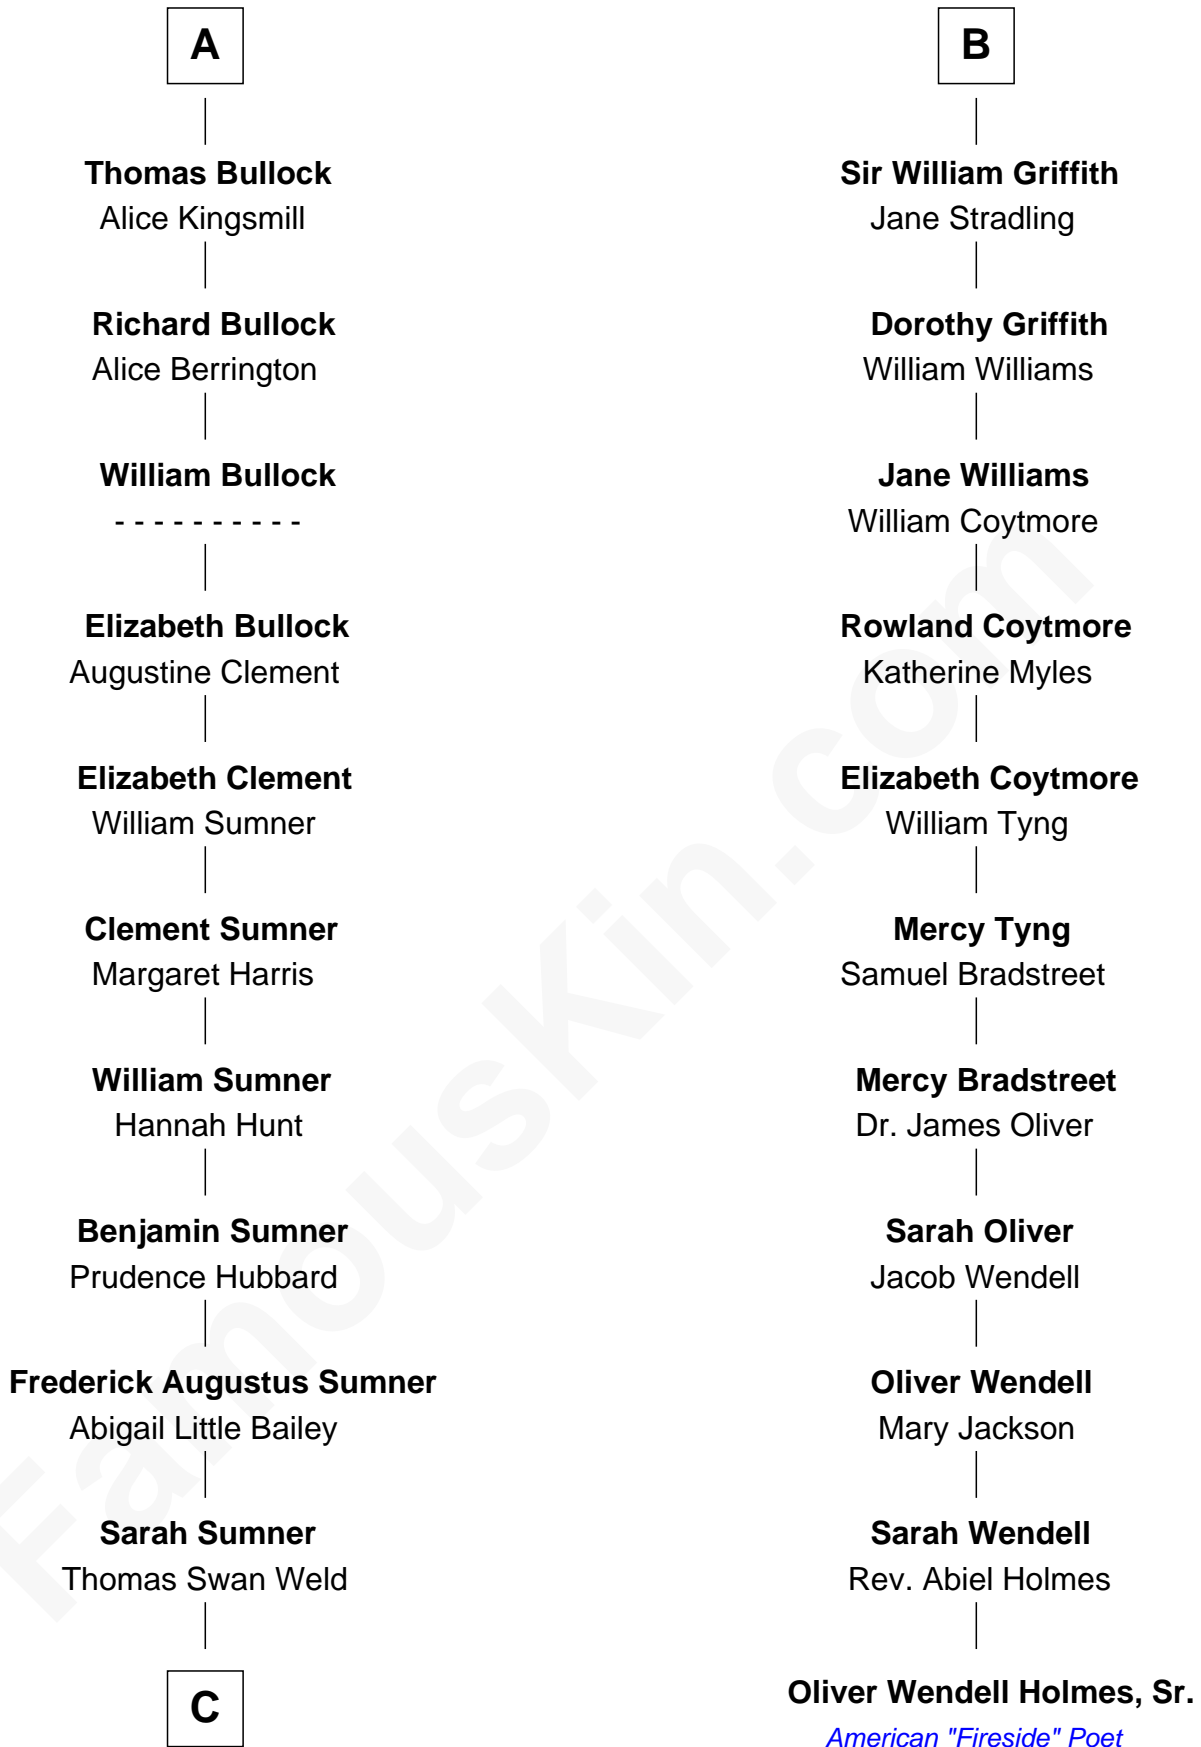 A
Thomas Bullock
Alice Kingsmill
Richard Bullock
Alice Berrington
William Bullock
- - - - - - - - - -
Elizabeth Bullock
Augustine Clement
Elizabeth Clement
William Sumner
Clement Sumner
Margaret Harris
William Sumner
Hannah Hunt
Benjamin Sumner
Prudence Hubbard
Frederick Augustus Sumner
Abigail Little Bailey
Sarah Sumner
Thomas Swan Weld
C
B
Sir William Griffith
Jane Stradling
Dorothy Griffith
William Williams
Jane Williams
William Coytmore
Rowland Coytmore
Katherine Myles
Elizabeth Coytmore
William Tyng
Mercy Tyng
Samuel Bradstreet
Mercy Bradstreet
Dr. James Oliver
Sarah Oliver
Jacob Wendell
Oliver Wendell
Mary Jackson
Sarah Wendell
Rev. Abiel Holmes
Oliver Wendell Holmes, Sr.
American "Fireside" Poet
FamousKin.com